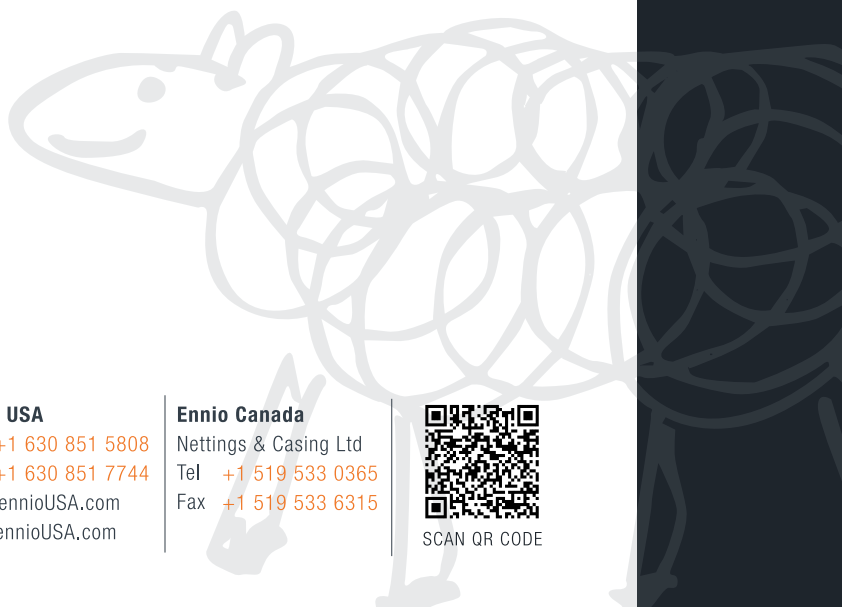 USA
+1 630 851 5808
+1 630 851 7744
ennioUSA.com
ennioUSA.com
Ennio Canada
Nettings & Casing Ltd
Tel +1 519 533 0365
Fax +1 519 533 6315
SCAN QR CODE